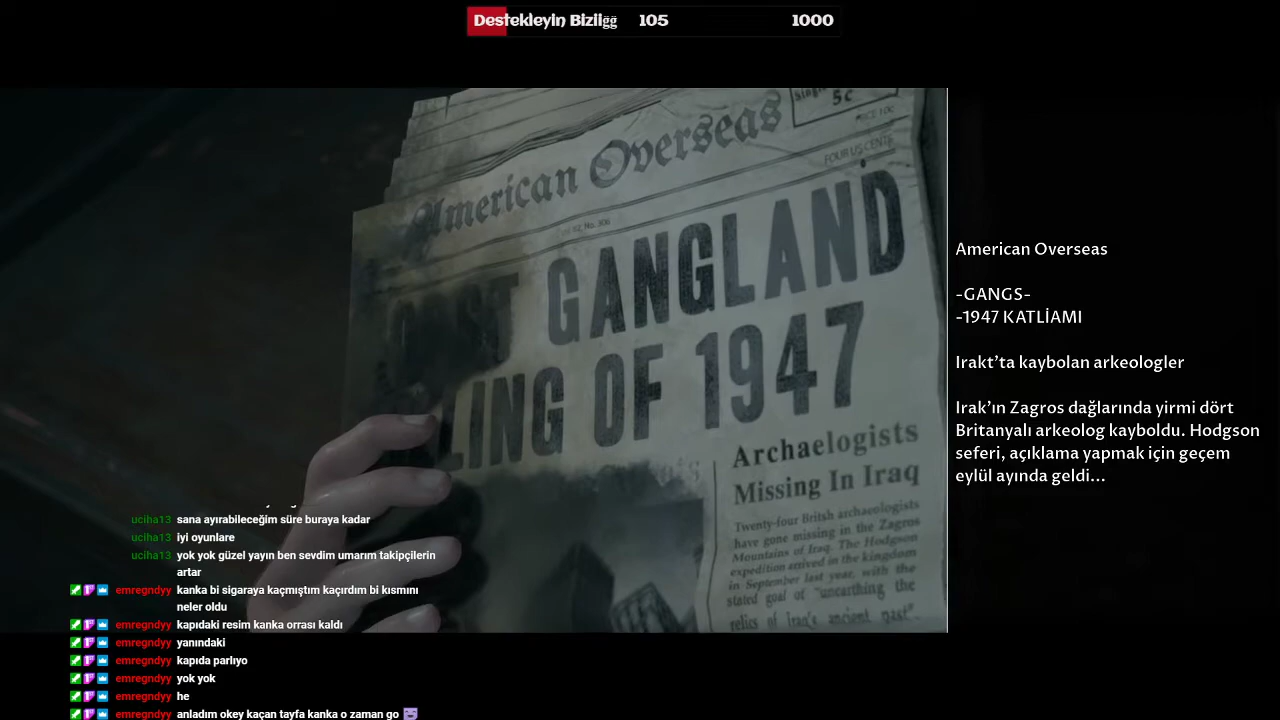 Destekleyin Biziiğğ 105 1000
American Overseas
5c
PRICE 10c
FOUR US CENTS
GANGLAND
LING OF 1947
Archaelogists
Missing In Iraq
Twenty-four Britsh archaeologists
have gone missing in the Zagros
Mountains of Iraq. The Hodgson
expedition arrived in the kingdom
in September last year, with the
stated goal of "unearthing the
relics of Iraq's ancient past"
American Overseas
-GANGS-
-1947 KATLİAMI
Irakt'ta kaybolan arkeologler
Irak'ın Zagros dağlarında yirmi dört
Britanyalı arkeolog kayboldu. Hodgson
seferi, açıklama yapmak için geçem
eylül ayında geldi...
uciha13 sana ayırabileceğim süre buraya kadar
uciha13 iyi oyunlare
uciha13 yok yok güzel yayın ben sevdim umarım takipçilerin
artar
emregndyy kanka bi sigaraya kaçmıştım kaçırdım bi kısmını
neler oldu
emregndyy kapıdaki resim kanka orrası kaldı
emregndyy yanındaki
emregndyy kapıda parlıyo
emregndyy yok yok
emregndyy he
emregndyy anladım okey kaçan tayfa kanka o zaman go